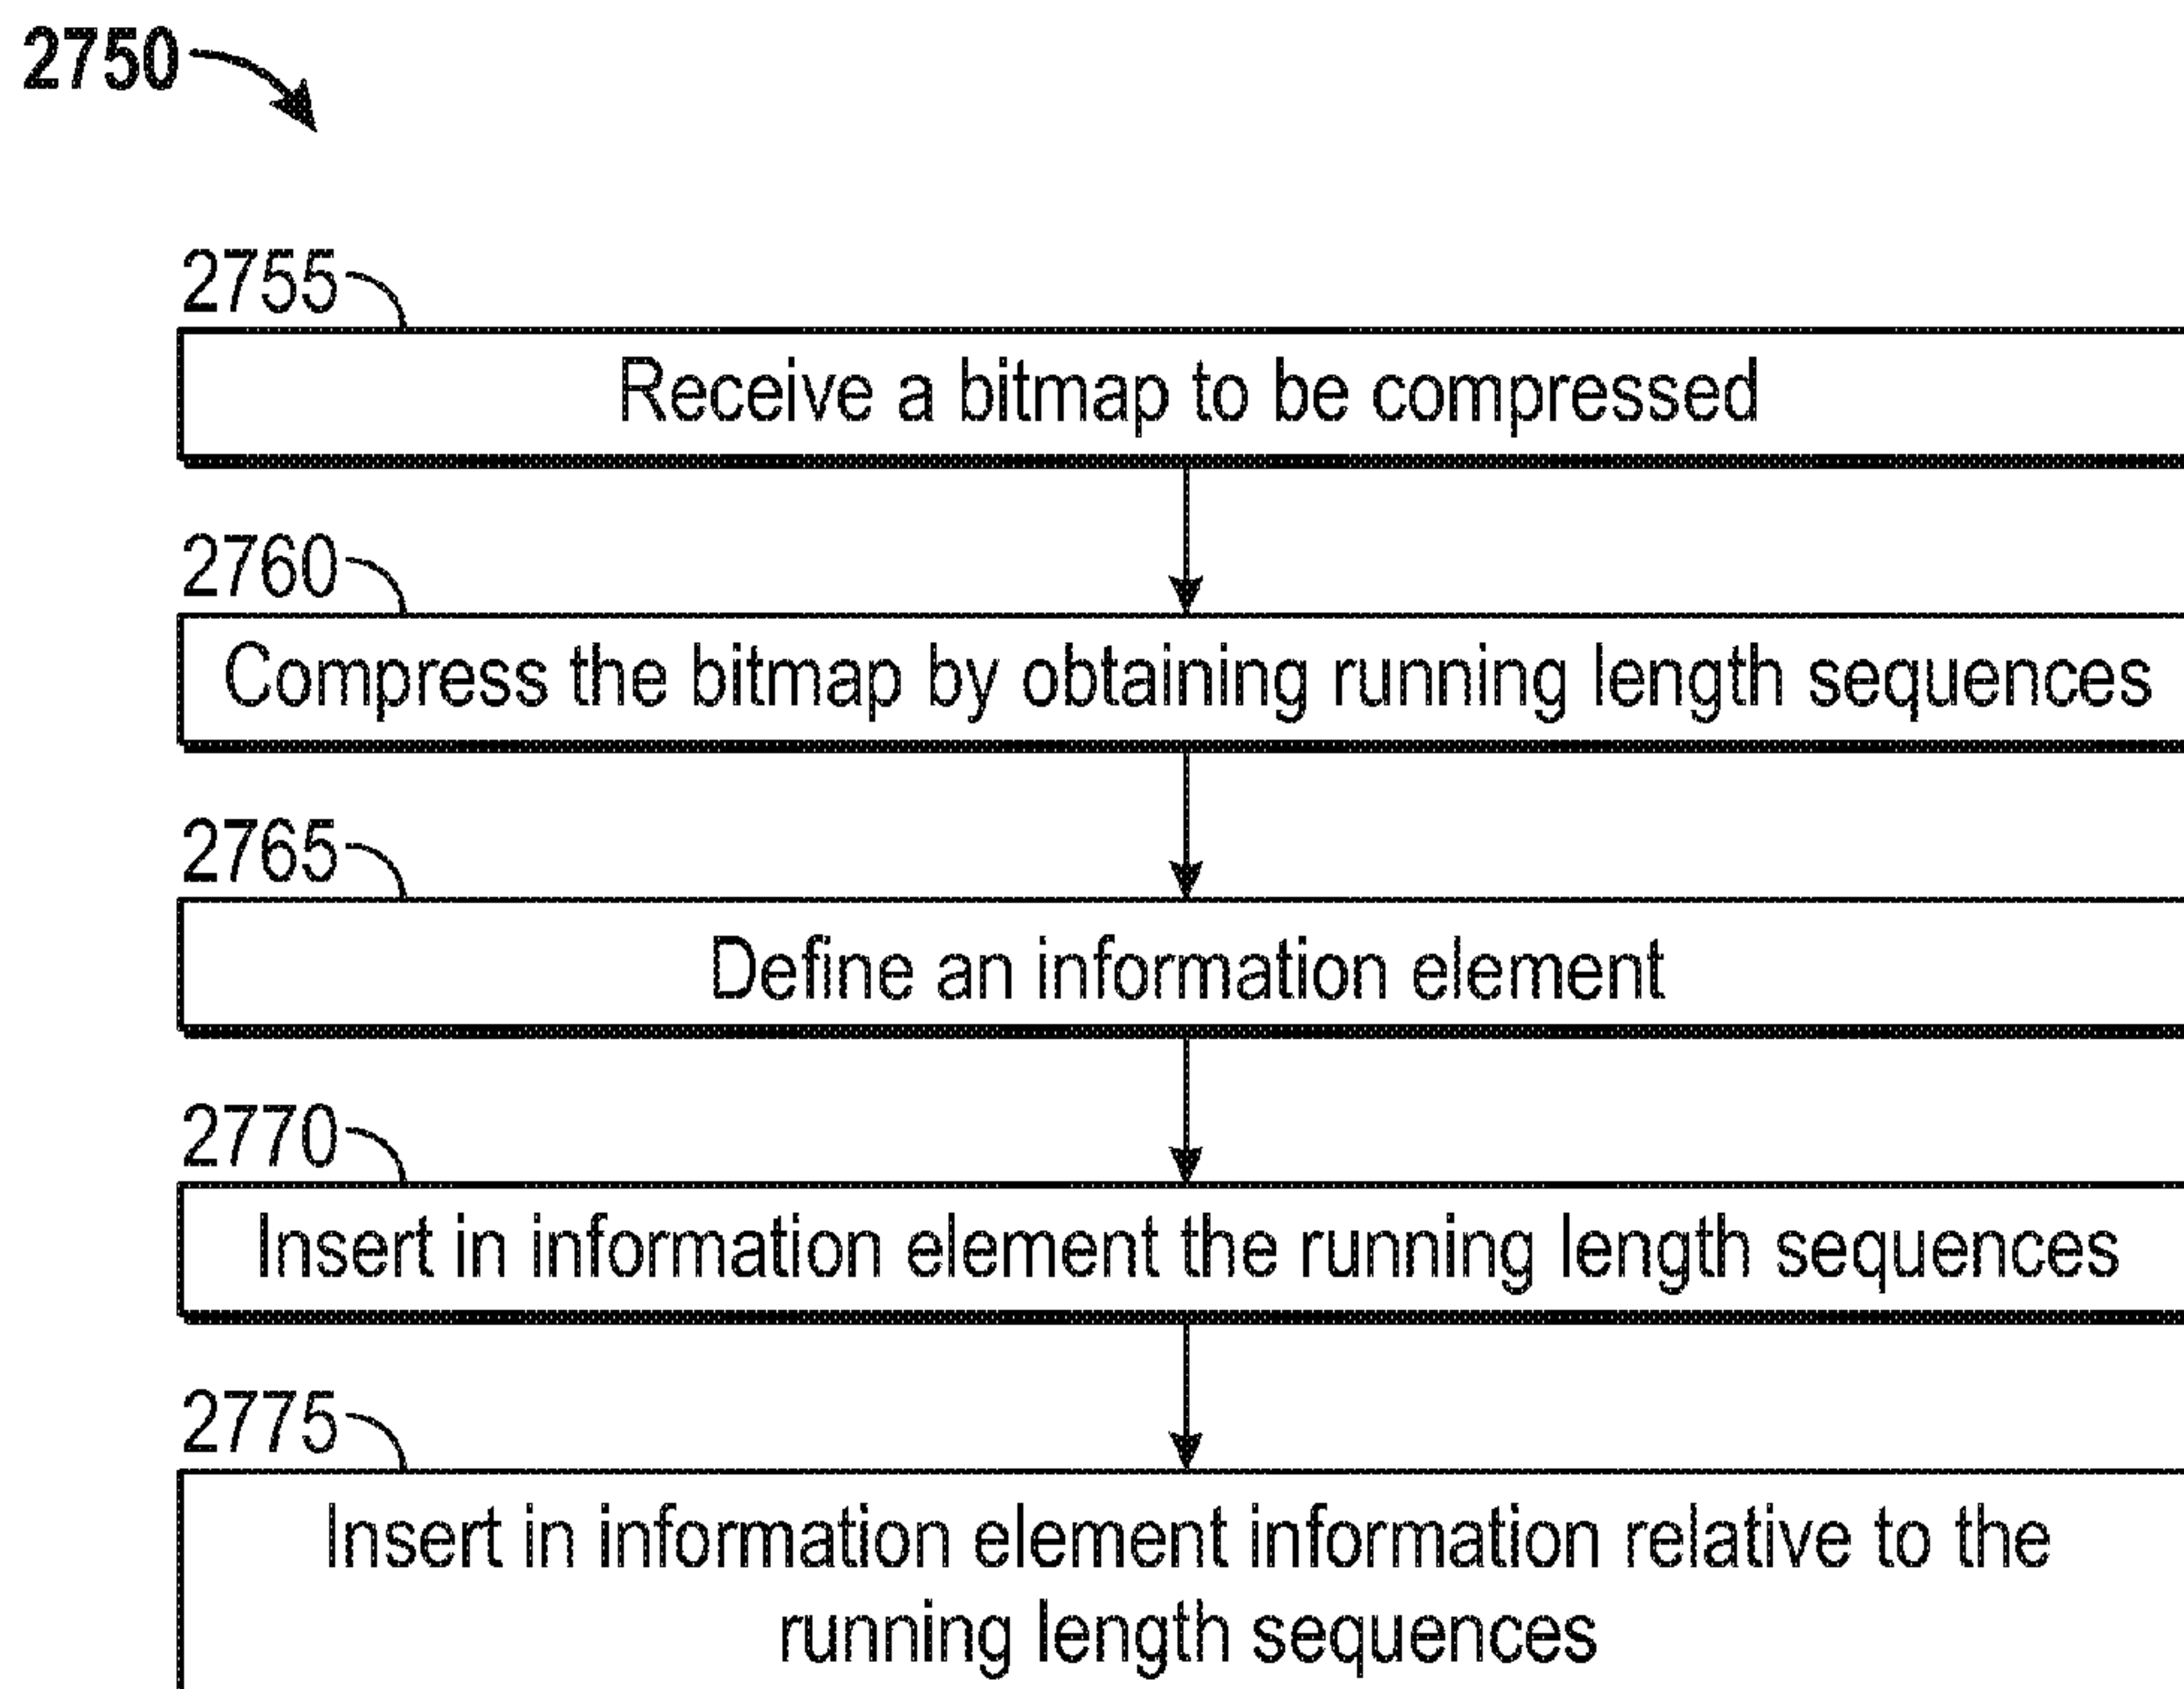 2750
2755
Receive a bitmap to be compressed
2760
Compress the bitmap by obtaining running length sequences
2765
Define an information element
2770
Insert in information element the running length sequences
2775
Insert in information element information relative to the
running length sequences